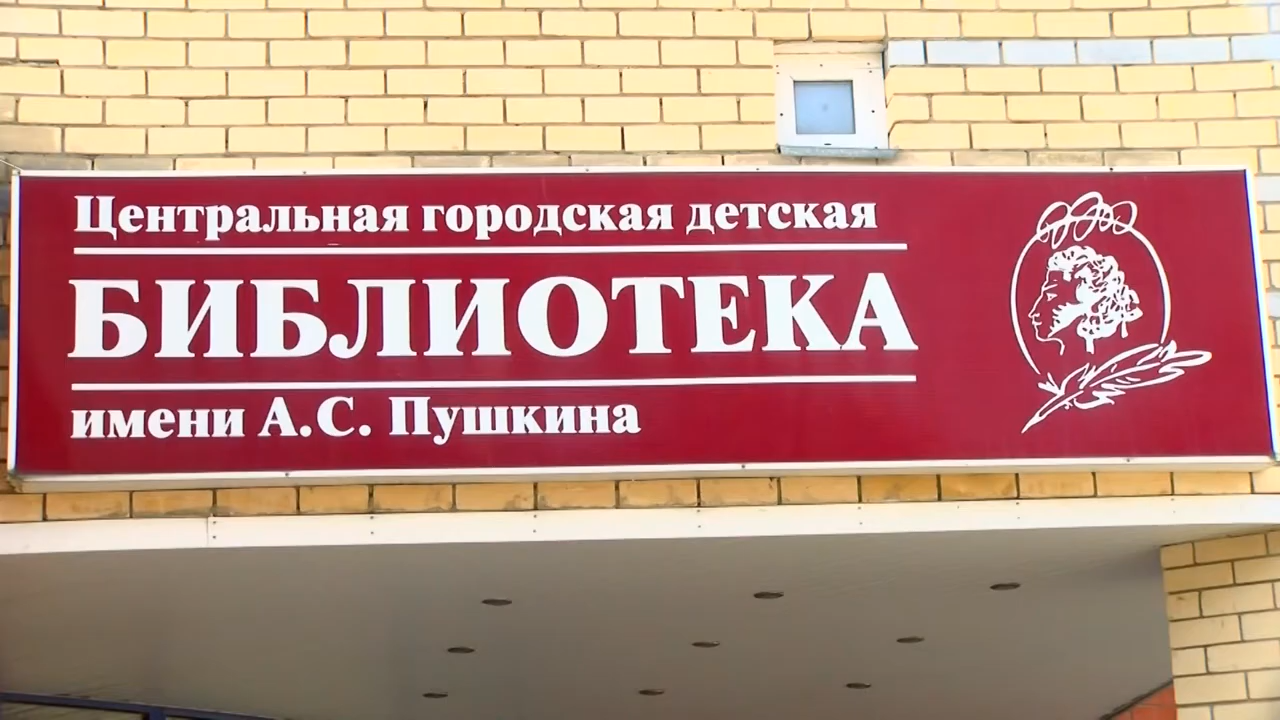 Центральная городская детская
БИБЛИОТЕКА
имени А.С. Пушкина